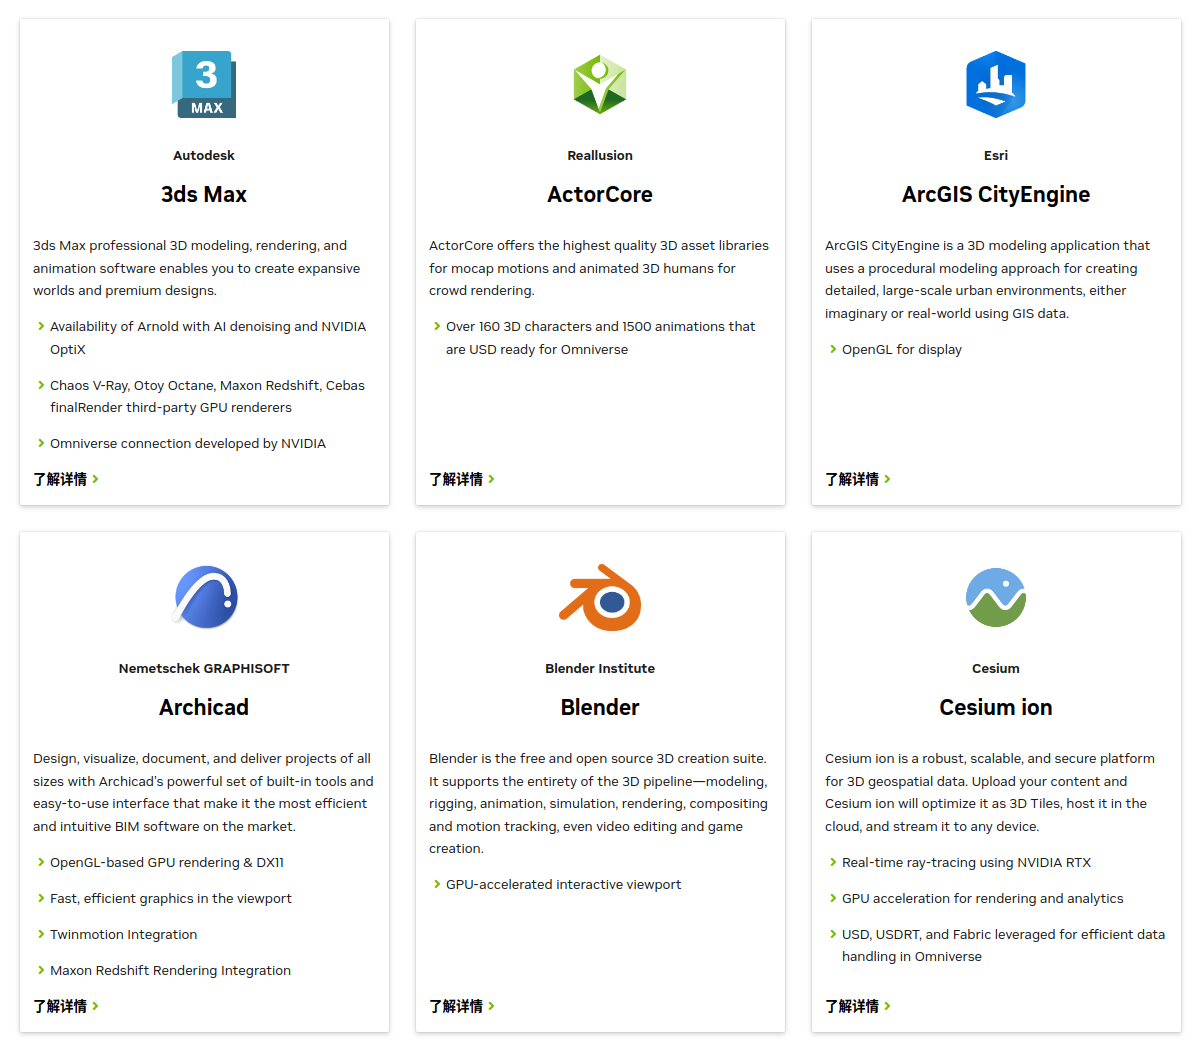 3
MAX
Autodesk
3ds Max
3ds Max professional 3D modeling, rendering, and
animation software enables you to create expansive
worlds and premium designs.
Availability of Arnold with AI denoising and NVIDIA
OptiX
Chaos V-Ray, Otoy Octane, Maxon Redshift, Cebas
finalRender third-party GPU renderers
Omniverse connection developed by NVIDIA
了解详情
Reallusion
ActorCore
ActorCore offers the highest quality 3D asset libraries
for mocap motions and animated 3D humans for
crowd rendering.
Over 160 3D characters and 1500 animations that
are USD ready for Omniverse
了解详情
Esri
ArcGIS CityEngine
ArcGIS CityEngine is a 3D modeling application that
uses a procedural modeling approach for creating
detailed, large-scale urban environments, either
imaginary or real-world using GIS data.
OpenGL for display
了解详情
Nemetschek GRAPHISOFT
Archicad
Design, visualize, document, and deliver projects of all
sizes with Archicad's powerful set of built-in tools and
easy-to-use interface that make it the most efficient
and intuitive BIM software on the market.
OpenGL-based GPU rendering & DX11
Fast, efficient graphics in the viewport
Twinmotion Integration
Maxon Redshift Rendering Integration
了解详情
Blender Institute
Blender
Blender is the free and open source 3D creation suite.
It supports the entirety of the 3D pipeline—modeling,
rigging, animation, simulation, rendering, compositing
and motion tracking, even video editing and game
creation.
GPU-accelerated interactive viewport
了解详情
Cesium
Cesium ion
Cesium ion is a robust, scalable, and secure platform
for 3D geospatial data. Upload your content and
Cesium ion will optimize it as 3D Tiles, host it in the
cloud, and stream it to any device.
Real-time ray-tracing using NVIDIA RTX
GPU acceleration for rendering and analytics
USD, USDRT, and Fabric leveraged for efficient data
handling in Omniverse
了解详情